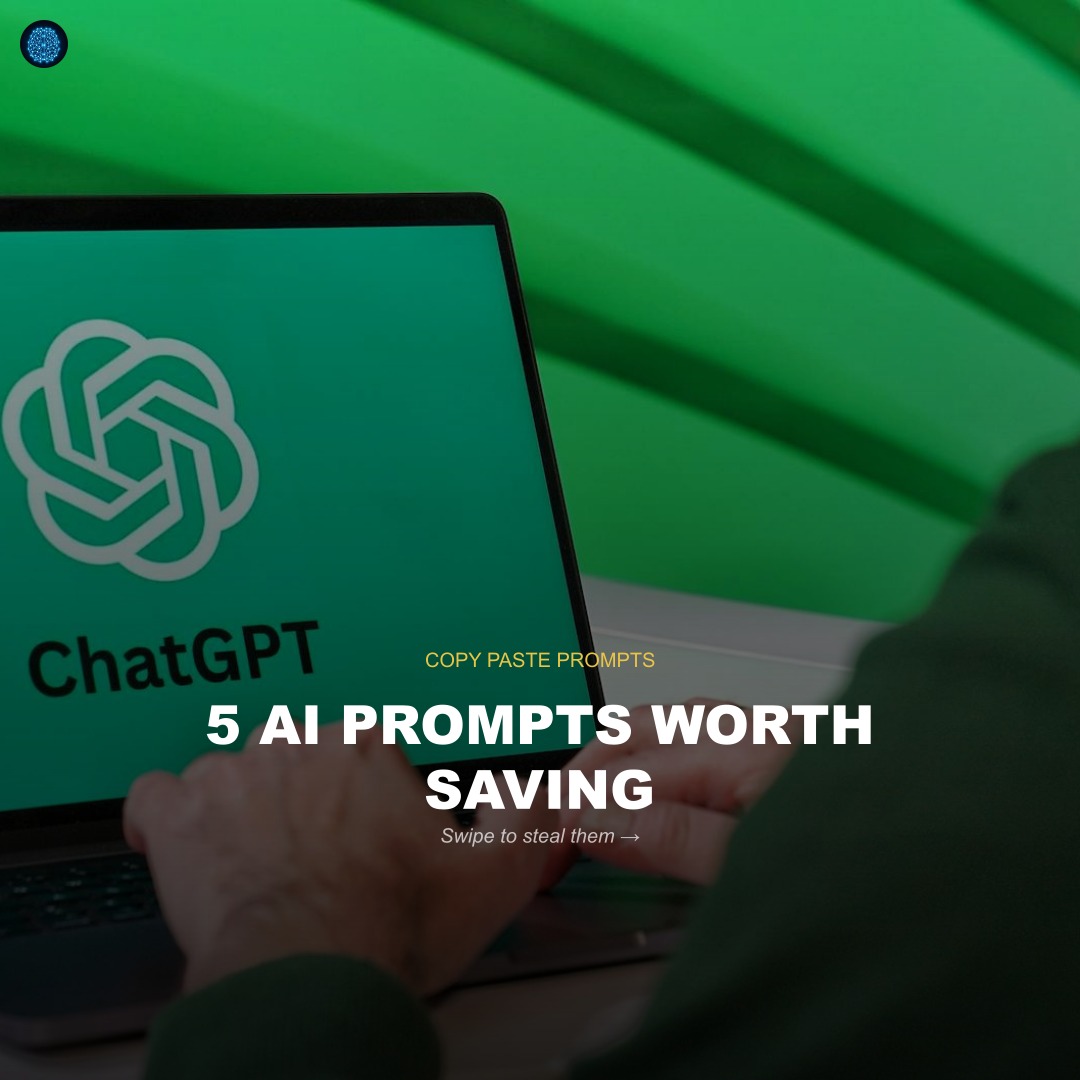 ChatGPT
COPY PASTE PROMPTS
5 AI PROMPTS WORTH
SAVING
Swipe to steal them →